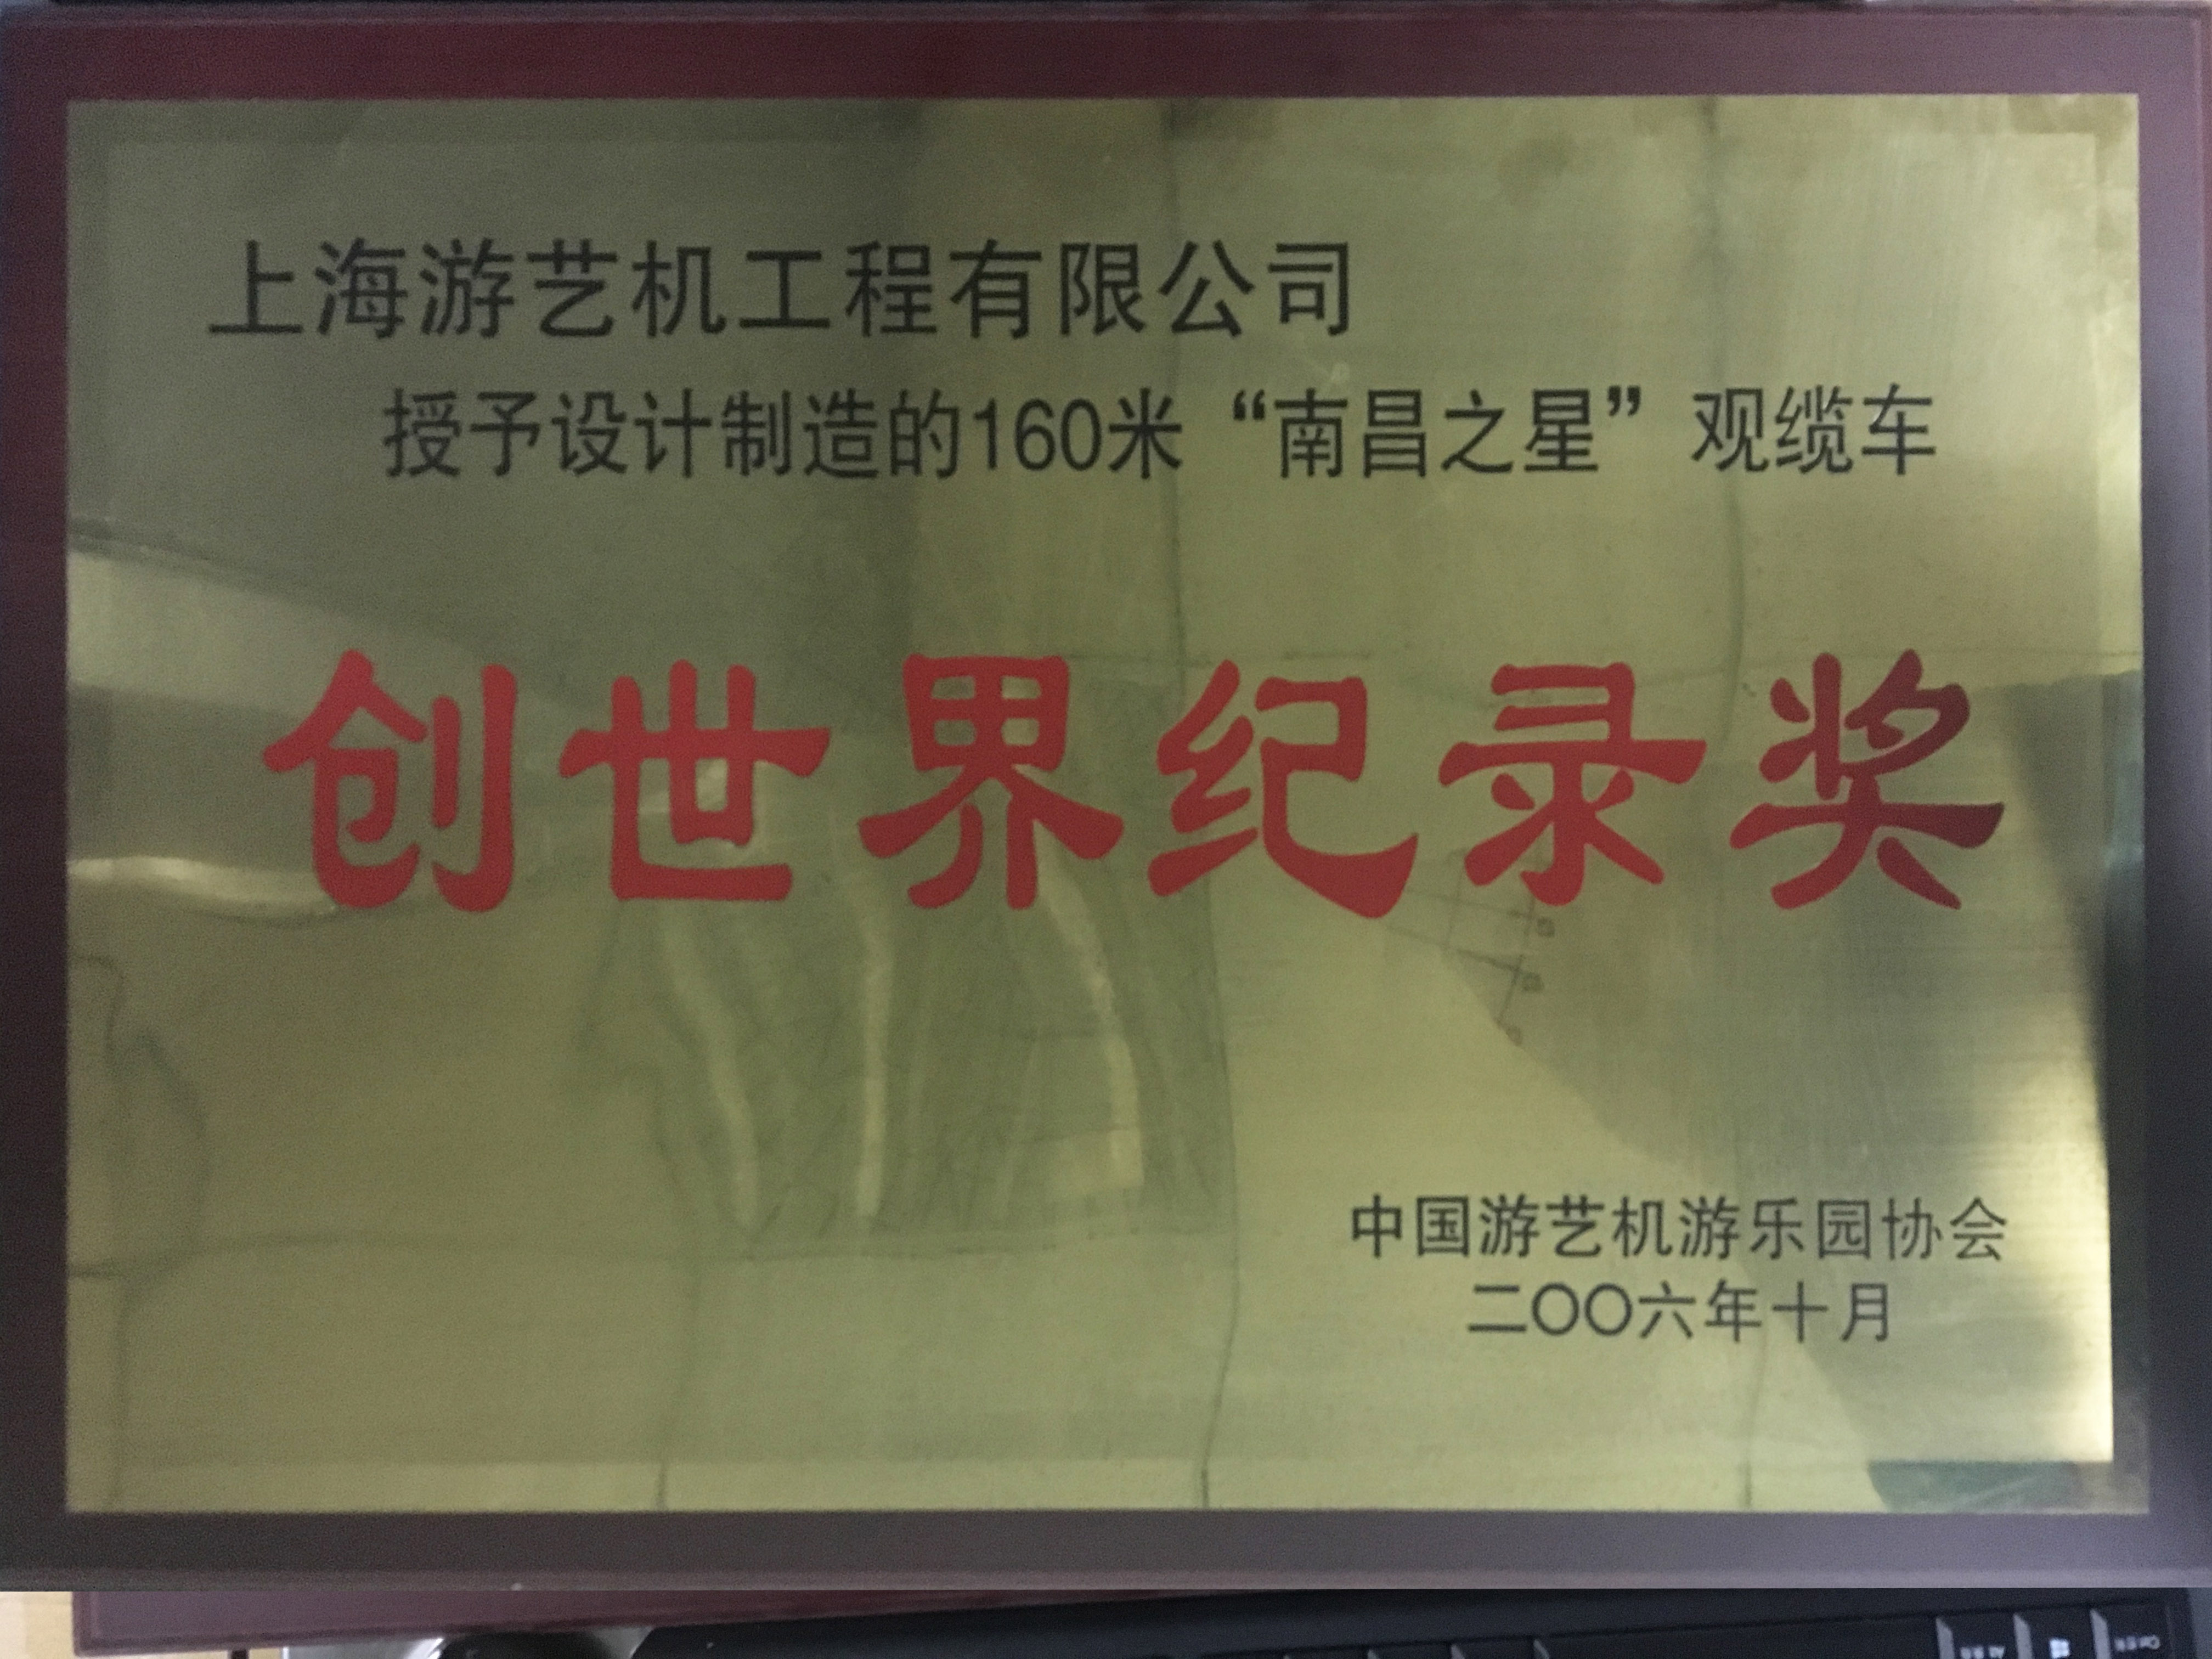 上海游艺机工程有限公司
授予设计制造的160米“南昌之星”观缆车
创世界纪录奖
中国游艺机游乐园协会
二〇〇六年十月